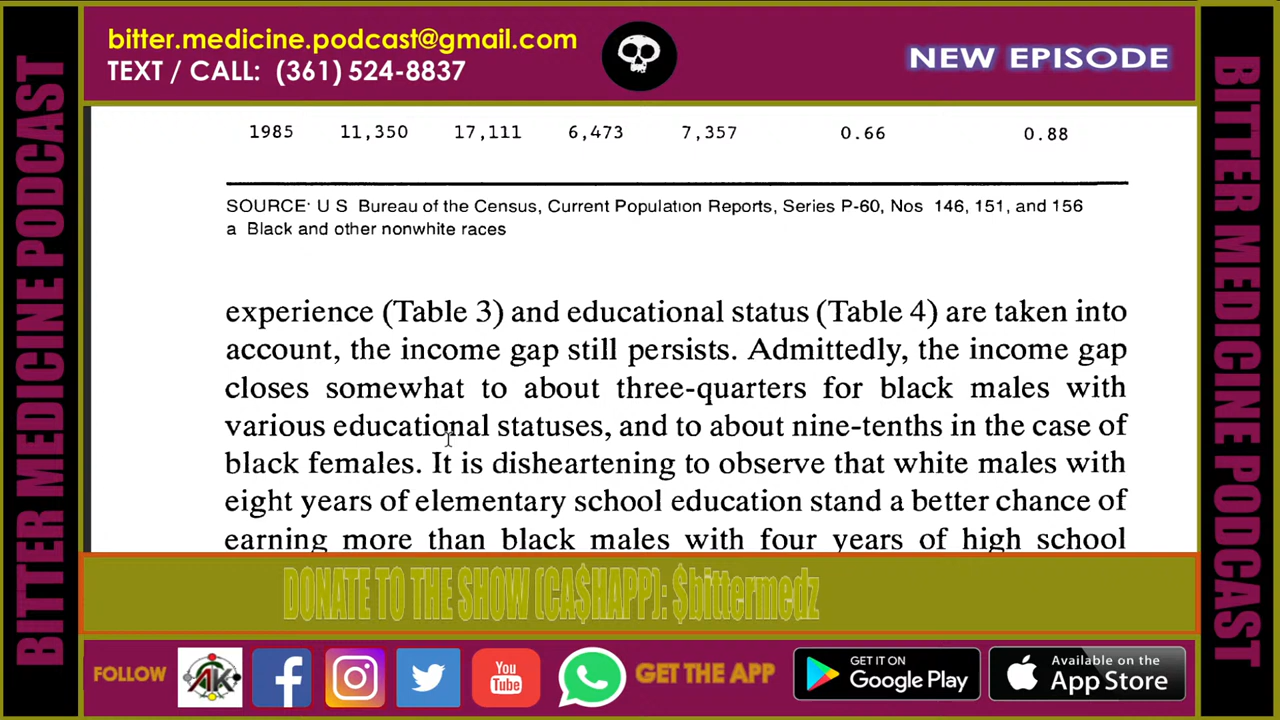 bitter.medicine.podcast@gmail.com
TEXT / CALL: (361) 524-8837
NEW EPISODE
BITTER MEDICINE PODCAST
1985 11,350 17,111 6,473 7,357 0.66 0.88
SOURCE· U S Bureau of the Census, Current Population Reports, Series P-60, Nos 146, 151, and 156
a Black and other nonwhite races
experience (Table 3) and educational status (Table 4) are taken into
account, the income gap still persists. Admittedly, the income gap
closes somewhat to about three-quarters for black males with
various educational statuses, and to about nine-tenths in the case of
black females. It is disheartening to observe that white males with
eight years of elementary school education stand a better chance of
earning more than black males with four years of high school
BITTER MEDICINE PODCAST
DONATE TO THE SHOW (CA$HAPP): $bittermedz
FOLLOW
ATK
You
Tube
GET THE APP
GET IT ON
Google Play
Available on the
App Store